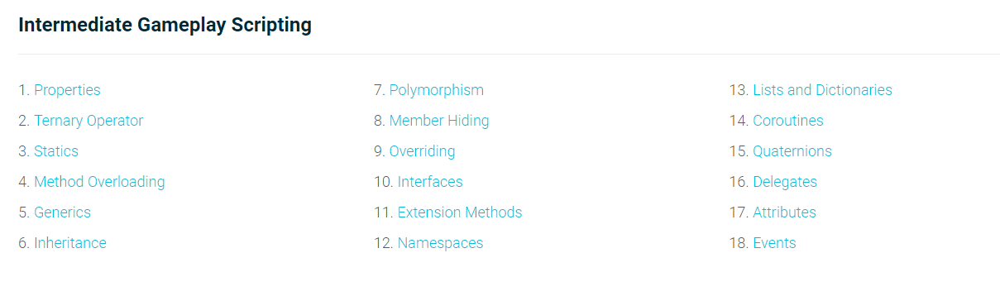 Intermediate Gameplay Scripting
1. Properties
2. Ternary Operator
3. Statics
4. Method Overloading
5. Generics
6. Inheritance
7. Polymorphism
8. Member Hiding
9. Overriding
10. Interfaces
11. Extension Methods
12. Namespaces
13. Lists and Dictionaries
14. Coroutines
15. Quaternions
16. Delegates
17. Attributes
18. Events